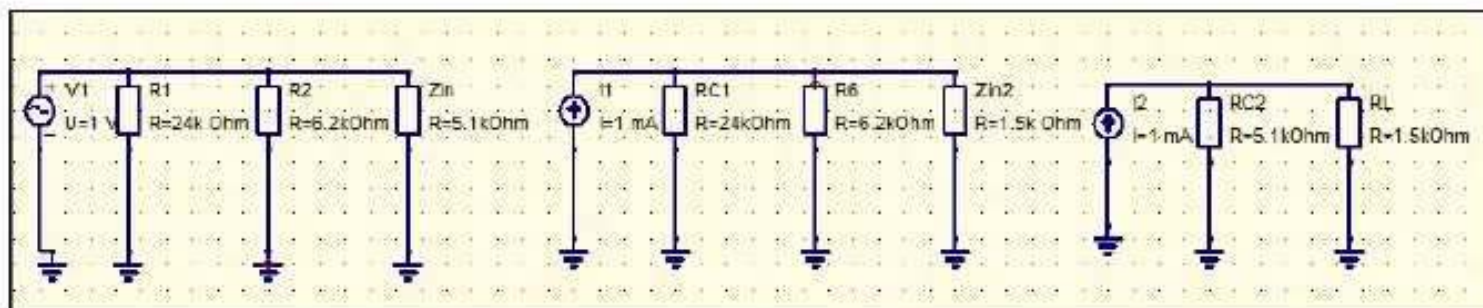 V1
U=1 V
R1
R=24k Ohm
R2
R=6.2kOhm
Zin
R=5.1kOhm
I1
I=1 mA
RC1
R=24kOhm
R6
R=6.2kOhm
Zin2
R=1.5k Ohm
I2
I=1 mA
RC2
R=5.1kOhm
RL
R=1.5kOhm